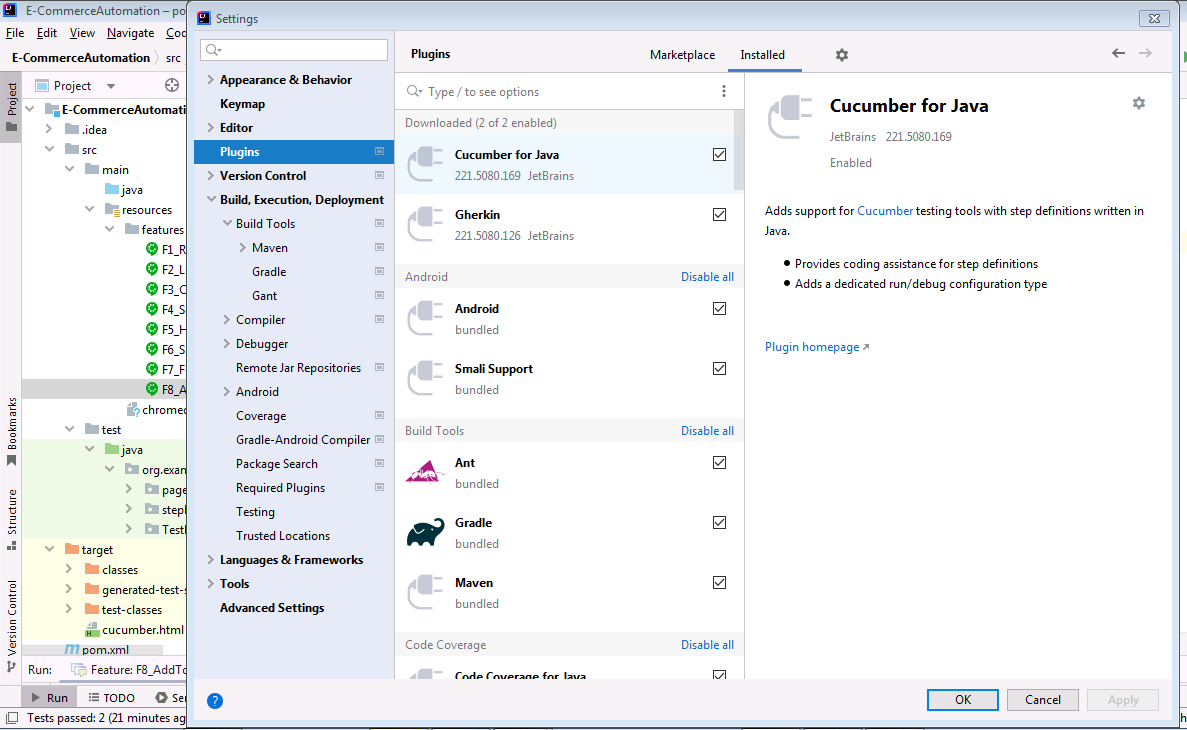 E-CommerceAutomation – po
File Edit View Navigate Cod
E-CommerceAutomation src
Project
Project
E-CommerceAutomati
.idea
src
main
java
resources
features
F1_R
F2_L
F3_C
F4_S
F5_H
F6_S
F7_F
F8_A
chromed
test
java
org.exam
page
stepl
TestI
target
classes
generated-test-s
test-classes
cucumber.html
pom.xml
Bookmarks
Structure
Version Control
Run: Feature: F8_AddTo
Run TODO Ser
Tests passed: 2 (21 minutes ag
Settings
Appearance & Behavior
Keymap
Editor
Plugins
Version Control
Build, Execution, Deployment
Build Tools
Maven
Gradle
Gant
Compiler
Debugger
Remote Jar Repositories
Android
Coverage
Gradle-Android Compiler
Package Search
Required Plugins
Testing
Trusted Locations
Languages & Frameworks
Tools
Advanced Settings
Plugins Marketplace Installed
Type / to see options
Downloaded (2 of 2 enabled)
Cucumber for Java
221.5080.169 JetBrains
Gherkin
221.5080.126 JetBrains
Android Disable all
Android
bundled
Smali Support
bundled
Build Tools Disable all
Ant
bundled
Gradle
bundled
Maven
bundled
Code Coverage Disable all
Code Coverage for Java
Cucumber for Java
JetBrains 221.5080.169
Enabled
Adds support for Cucumber testing tools with step definitions written in
Java.
• Provides coding assistance for step definitions
• Adds a dedicated run/debug configuration type
Plugin homepage ↗
? OK Cancel Apply